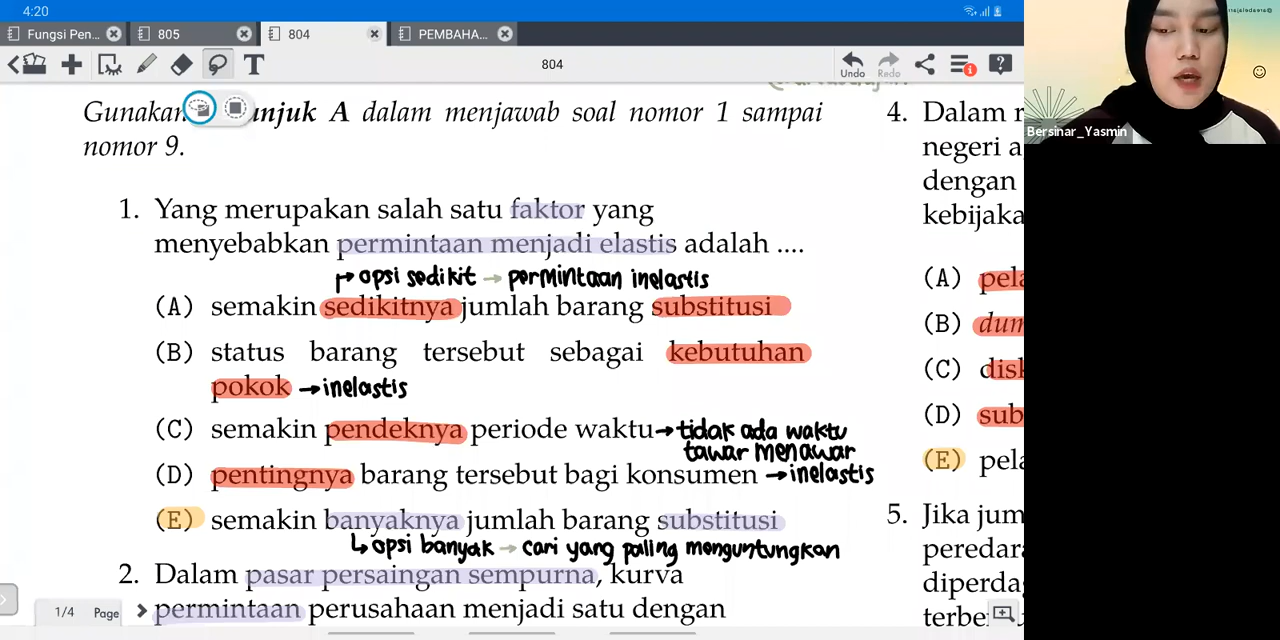 4:20
Fungsi Pen...
805
804
PEMBAHA...
T
804
Undo
Redo
Gunakan njuk A dalam menjawab soal nomor 1 sampai
nomor 9.
1. Yang merupakan salah satu faktor yang
menyebabkan permintaan menjadi elastis adalah ....
opsi sedikit → permintaan inelastis
(A) semakin sedikitnya jumlah barang substitusi
(B) status barang tersebut sebagai kebutuhan
pokok → inelastis
(C) semakin pendeknya periode waktu → tidak ada waktu
tawar menawar
(D) pentingnya barang tersebut bagi konsumen → inelastis
(E) semakin banyaknya jumlah barang substitusi
↳ opsi banyak → cari yang paling menguntungkan
2. Dalam pasar persaingan sempurna, kurva
permintaan perusahaan menjadi satu dengan
1/4 Page
4. Dalam r
negeri a
dengan
kebijaka
(A) pela
(B) dum
(C) disk
(D) sub
(E) pela
5. Jika jum
peredara
diperdag
terbe
Bersinar_Yasmin